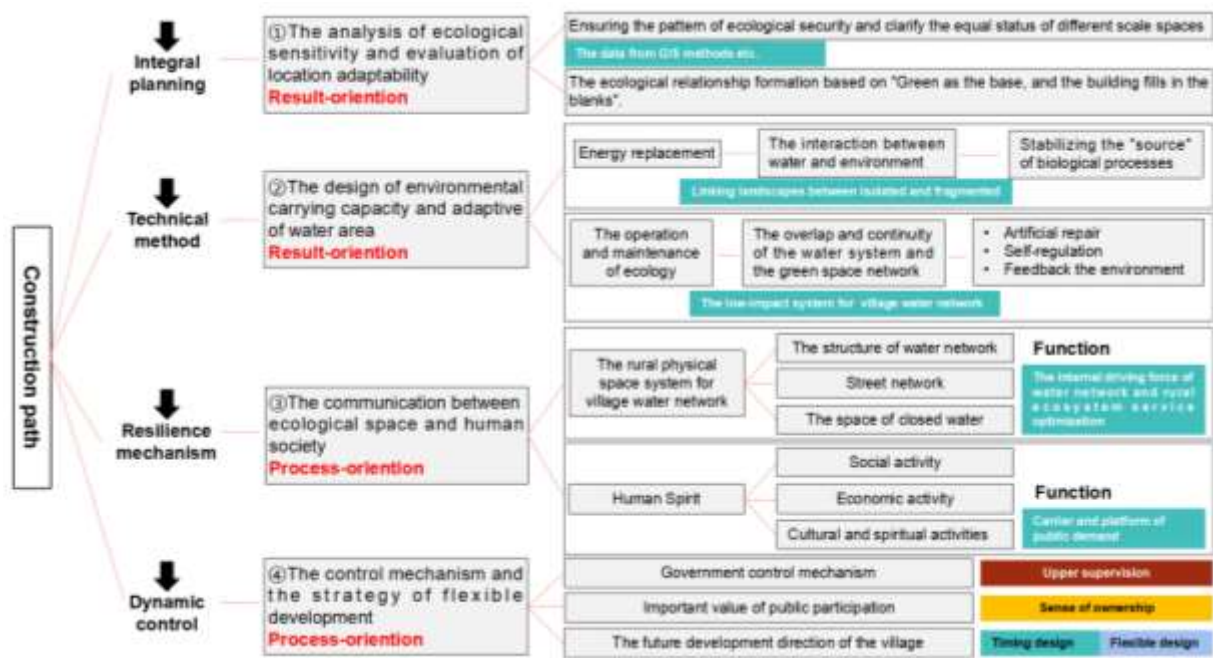 Construction path
Integral
planning
①The analysis of ecological
sensitivity and evaluation of
location adaptability
Result-oriention
Ensuring the pattern of ecological security and clarify the equal status of different scale spaces
The data from GIS methods etc.
The ecological relationship formation based on "Green as the base, and the building fills in the
blanks".
Technical
method
②The design of environmental
carrying capacity and adaptive
of water area
Result-oriention
Energy replacement
The interaction between
water and environment
Stabilizing the "source"
of biological processes
Linking landscapes between isolated and fragmented
The operation
and maintenance
of ecology
The overlap and continuity
of the water system and
the green space network
• Artificial repair
• Self-regulation
• Feedback the environment
The low-impact system for village water network
Resilience
mechanism
③The communication between
ecological space and human
society
Process-oriention
The rural physical
space system for
village water network
The structure of water network
Street network
The space of closed water
Function
The internal driving force of
water network and rural
ecosystem service
optimization
Human Spirit
Social activity
Economic activity
Cultural and spiritual activities
Function
Carrier and platform of
public demand
Dynamic
control
④The control mechanism and
the strategy of flexible
development
Process-oriention
Government control mechanism
Upper supervision
Important value of public participation
Sense of ownership
The future development direction of the village
Timing design
Flexible design